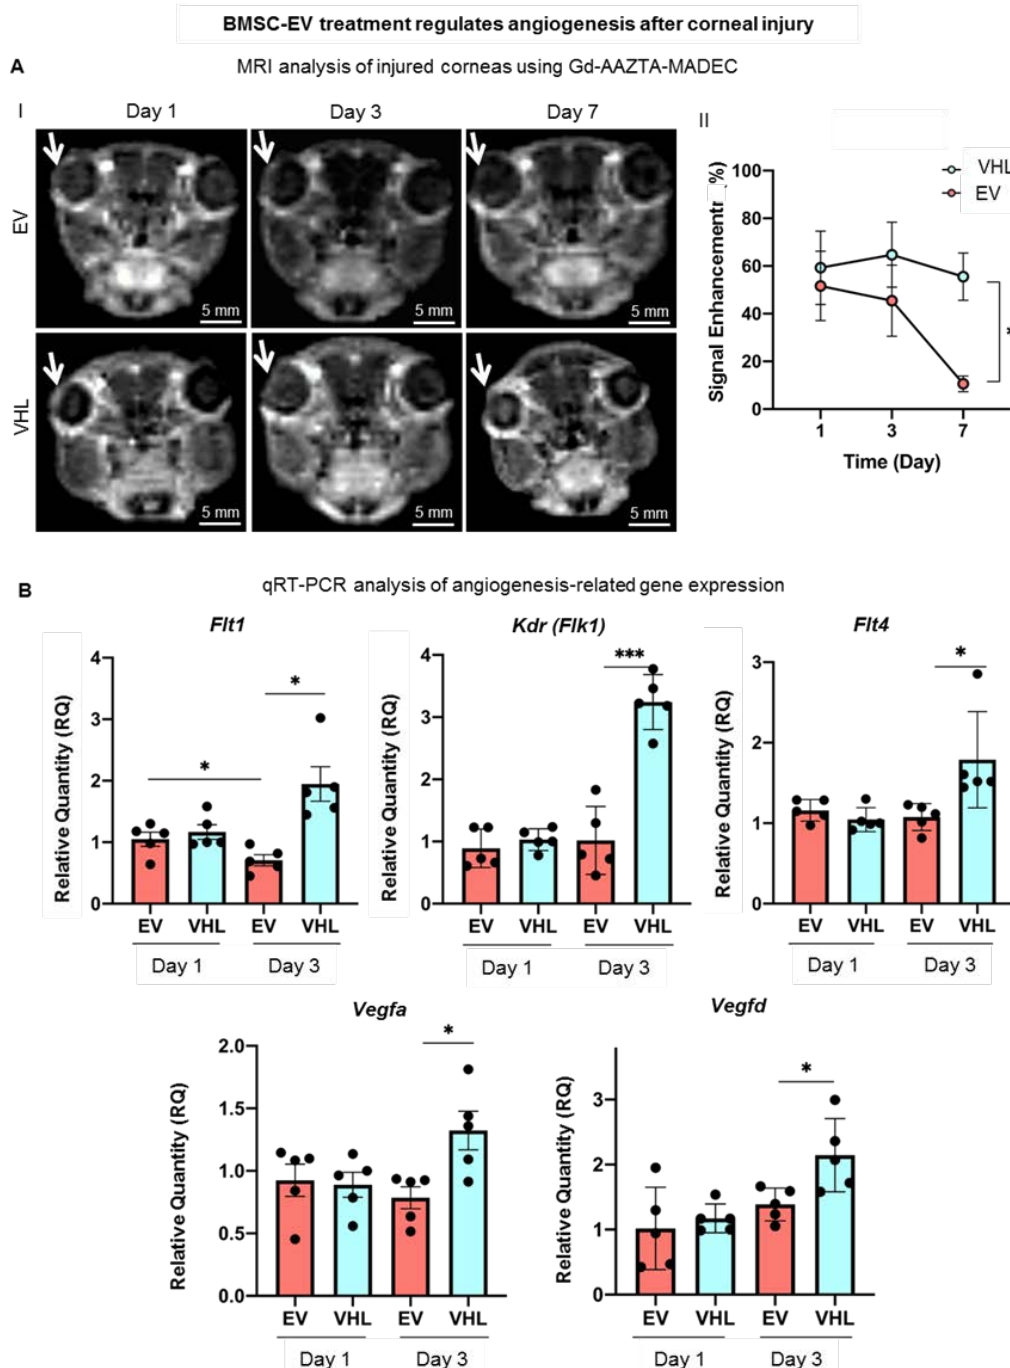 BMSC-EV treatment regulates angiogenesis after corneal injury
A
MRI analysis of injured corneas using Gd-AAZTA-MADEC
I
Day 1
Day 3
Day 7
EV
5 mm
5 mm
5 mm
VHL
5 mm
5 mm
5 mm
II
VHL
EV
Signal Enhancement (%)
100
80
60
40
20
0
*
1
3
7
Time (Day)
B
qRT-PCR analysis of angiogenesis-related gene expression
Flt1
Relative Quantity (RQ)
4
3
2
1
0
*
*
EV VHL EV VHL
Day 1 Day 3
Kdr (Flk1)
Relative Quantity (RQ)
4
3
2
1
0
***
EV VHL EV VHL
Day 1 Day 3
Flt4
Relative Quantity (RQ)
3
2
1
0
*
EV VHL EV VHL
Day 1 Day 3
Vegfa
Relative Quantity (RQ)
2.0
1.5
1.0
0.5
0.0
*
EV VHL EV VHL
Day 1 Day 3
Vegfd
Relative Quantity (RQ)
3
2
1
0
*
EV VHL EV VHL
Day 1 Day 3